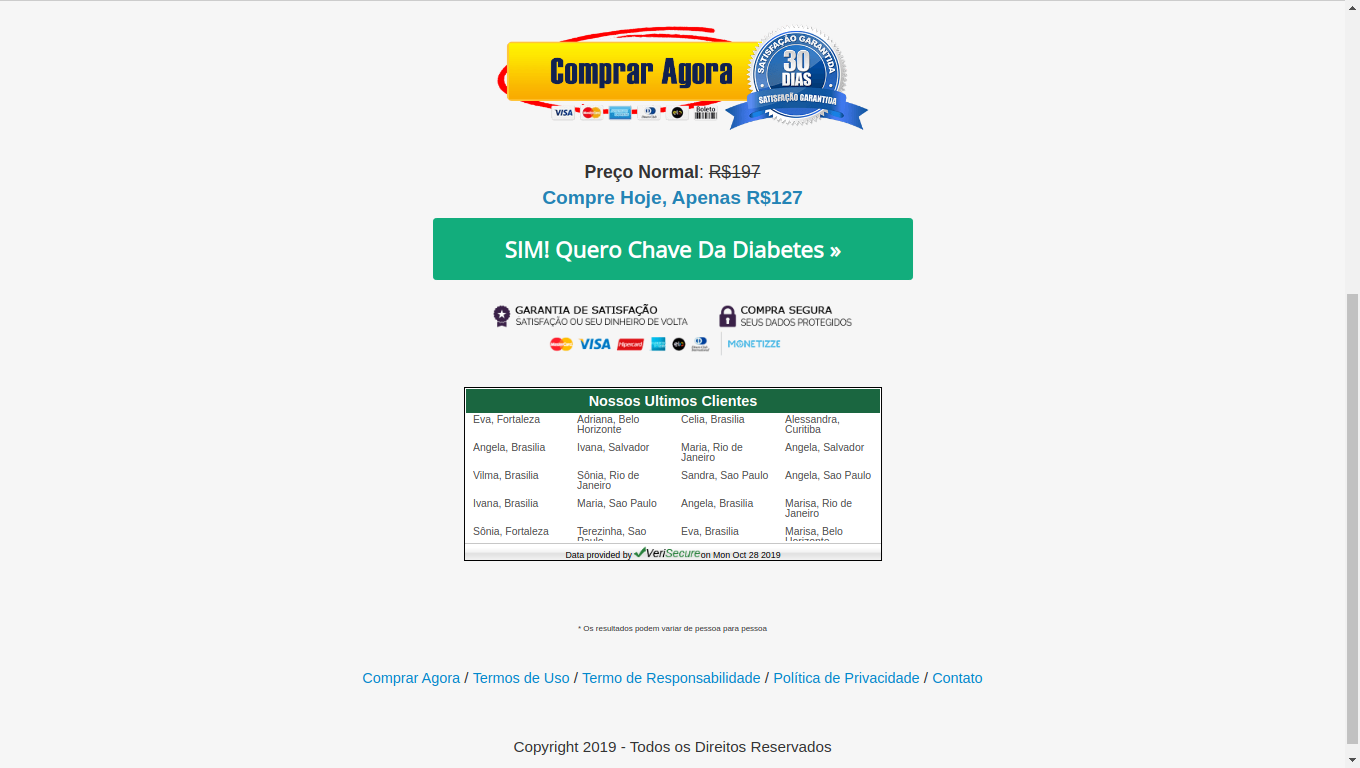 Comprar Agora
SATISFAÇÃO GARANTIDA
30
DIAS
SATISFAÇÃO GARANTIDA
VISA
Boleto
Preço Normal: R$197
Compre Hoje, Apenas R$127
SIM! Quero Chave Da Diabetes »
GARANTIA DE SATISFAÇÃO
SATISFAÇÃO OU SEU DINHEIRO DE VOLTA
COMPRA SEGURA
SEUS DADOS PROTEGIDOS
VISA Hipercard elo MONETIZZE
Nossos Ultimos Clientes
Eva, Fortaleza
Adriana, Belo
Horizonte
Celia, Brasilia
Alessandra,
Curitiba
Angela, Brasilia
Ivana, Salvador
Maria, Rio de
Janeiro
Angela, Salvador
Vilma, Brasilia
Sônia, Rio de
Janeiro
Sandra, Sao Paulo
Angela, Sao Paulo
Ivana, Brasilia
Maria, Sao Paulo
Angela, Brasilia
Marisa, Rio de
Janeiro
Sônia, Fortaleza
Terezinha, Sao
Paulo
Eva, Brasilia
Marisa, Belo
Horizonte
Data provided by VeriSecure on Mon Oct 28 2019
* Os resultados podem variar de pessoa para pessoa
Comprar Agora / Termos de Uso / Termo de Responsabilidade / Política de Privacidade / Contato
Copyright 2019 - Todos os Direitos Reservados